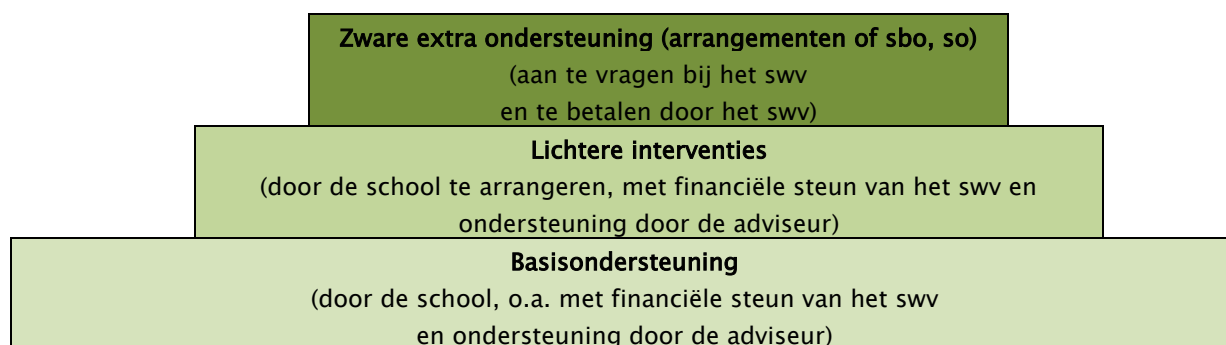 Zware extra ondersteuning (arrangementen of sbo, so)
(aan te vragen bij het swv
en te betalen door het swv)
Lichtere interventies
(door de school te arrangeren, met financiële steun van het swv en
ondersteuning door de adviseur)
Basisondersteuning
(door de school, o.a. met financiële steun van het swv
en ondersteuning door de adviseur)